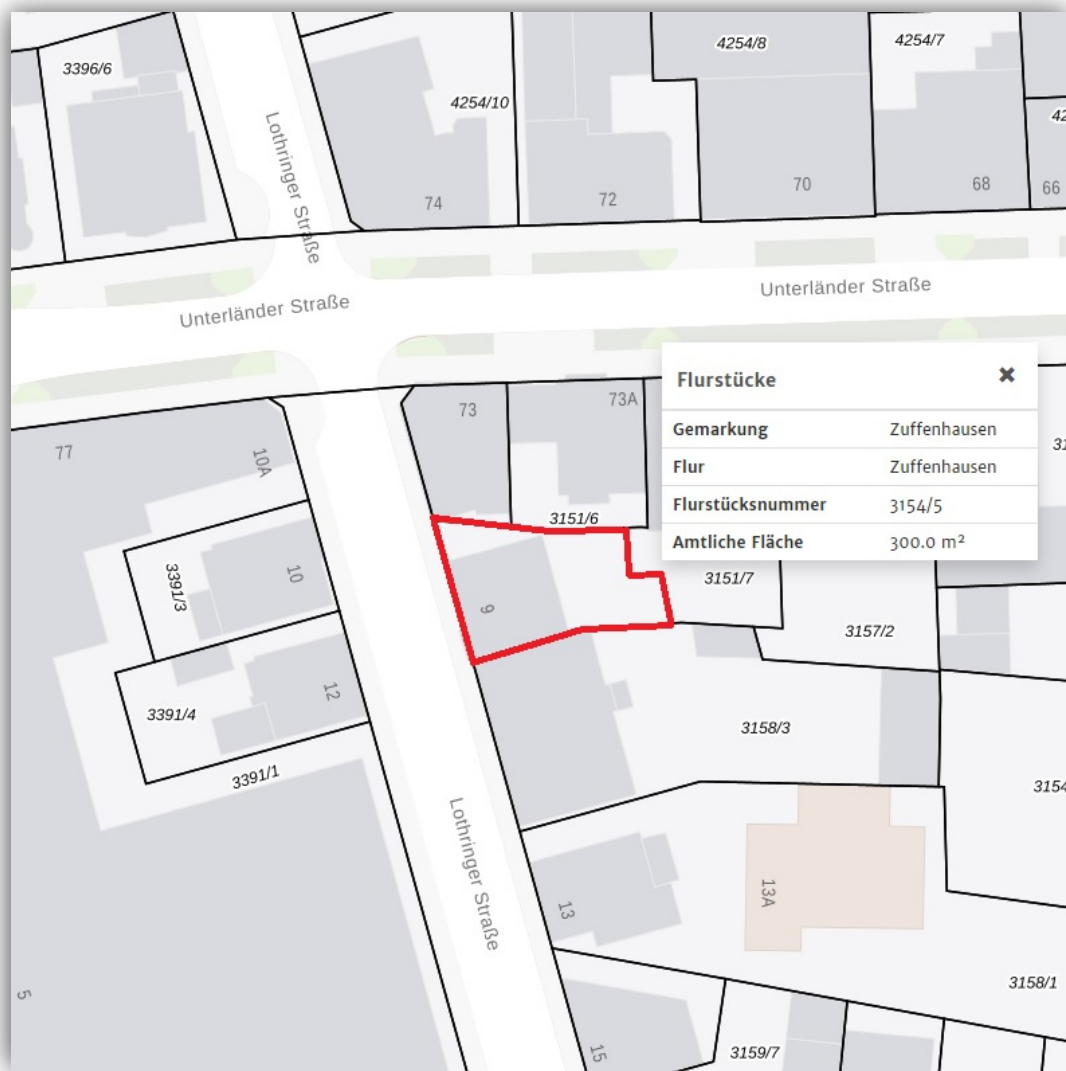 4254/8
4254/7
3396/6
4254/10
42
Lothringer Straße
70
68
66
74
72
Unterländer Straße
Unterländer Straße
Flurstücke ✖
Gemarkung Zuffenhausen
Flur Zuffenhausen
Flurstücksnummer 3154/5
Amtliche Fläche 300.0 m²
73
73A
77
10A
31
3151/6
10
3391/3
3151/7
9
3157/2
12
3391/4
3158/3
3391/1
3154
Lothringer Straße
13
13A
5
3158/1
15
3159/7